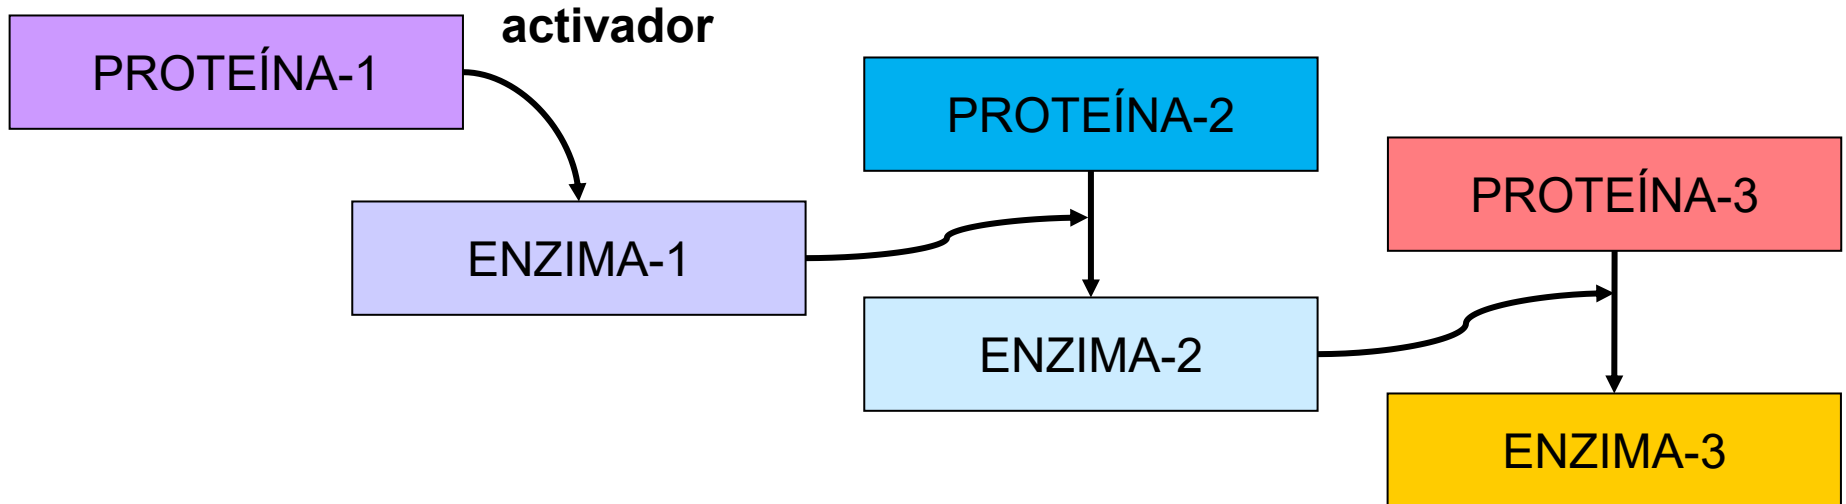 activador
PROTEÍNA-1
PROTEÍNA-2
PROTEÍNA-3
ENZIMA-1
ENZIMA-2
ENZIMA-3